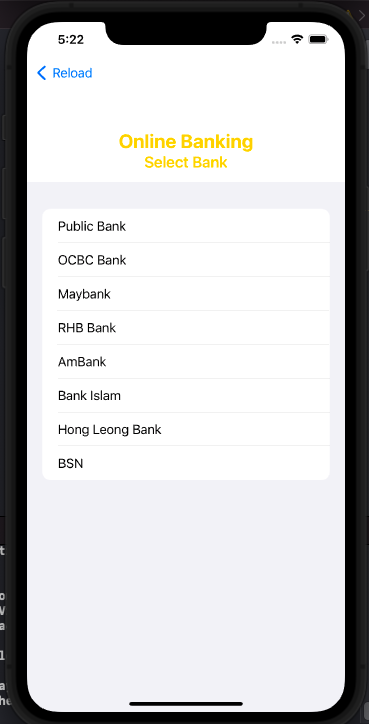 5:22
Reload
Online Banking
Select Bank
Public Bank
OCBC Bank
Maybank
RHB Bank
AmBank
Bank Islam
Hong Leong Bank
BSN